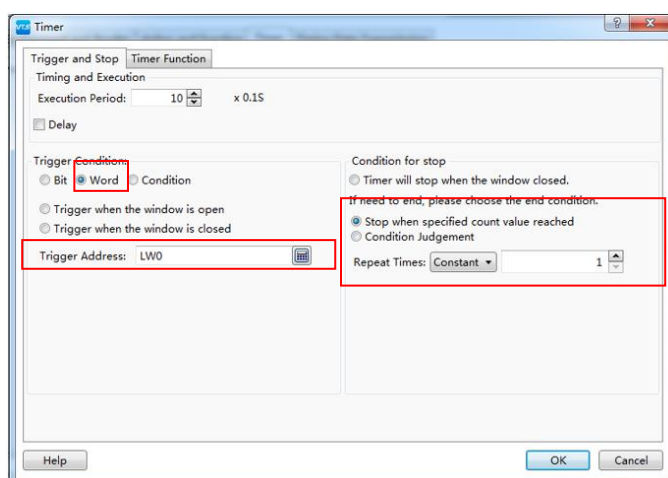 VTS Timer
Trigger and Stop Timer Function
Timing and Execution
Execution Period: 10 x 0.1S
Delay
Trigger Condition:
Bit Word Condition
Trigger when the window is open
Trigger when the window is closed
Trigger Address: LW0
Condition for stop
Timer will stop when the window closed.
If need to end, please choose the end condition.
Stop when specified count value reached
Condition Judgement
Repeat Times: Constant 1
Help OK Cancel